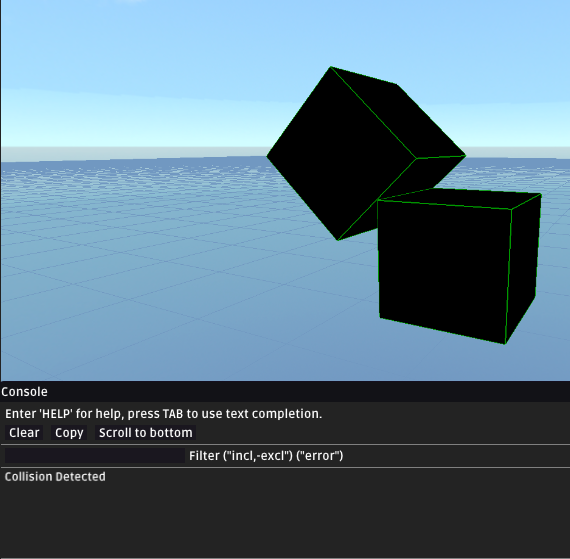 Console
Enter 'HELP' for help, press TAB to use text completion.
Clear Copy Scroll to bottom
Filter ("incl,-excl") ("error")
Collision Detected